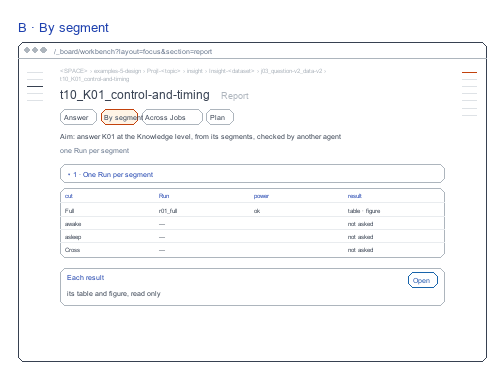 B · By segment
/_board/workbench?layout=focus&section=report
<SPACE> › examples-5-design › Proj-<topic> › insight › insight-<dataset> › jt03_question-v2_data-v2 ›
t10_K01_control-and-timing
t10_K01_control-and-timing Report
Answer By segment Across Jobs Plan
Aim: answer K01 at the Knowledge level, from its segments, checked by another agent
one Run per segment
1 · One Run per segment
cut Run power result
Full r01_full ok table · figure
awake — not asked
asleep — not asked
Cross — not asked
Each result
Open
its table and figure, read only